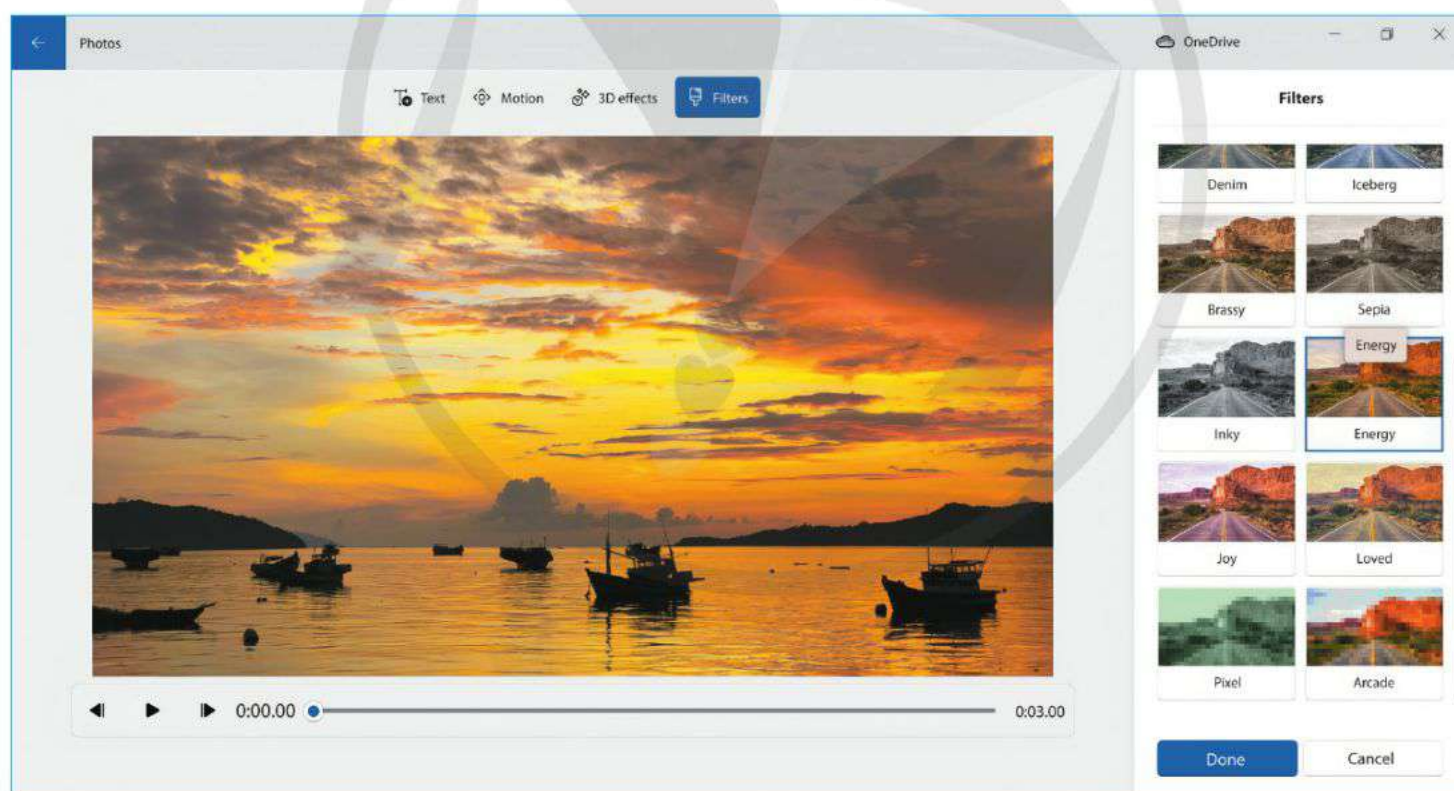 Photos
OneDrive
Text Motion 3D effects Filters
Filters
Denim Iceberg
Brassy Sepia
Energy
Inky Energy
Joy Loved
Pixel Arcade
0:00.00 0:03.00
Done Cancel